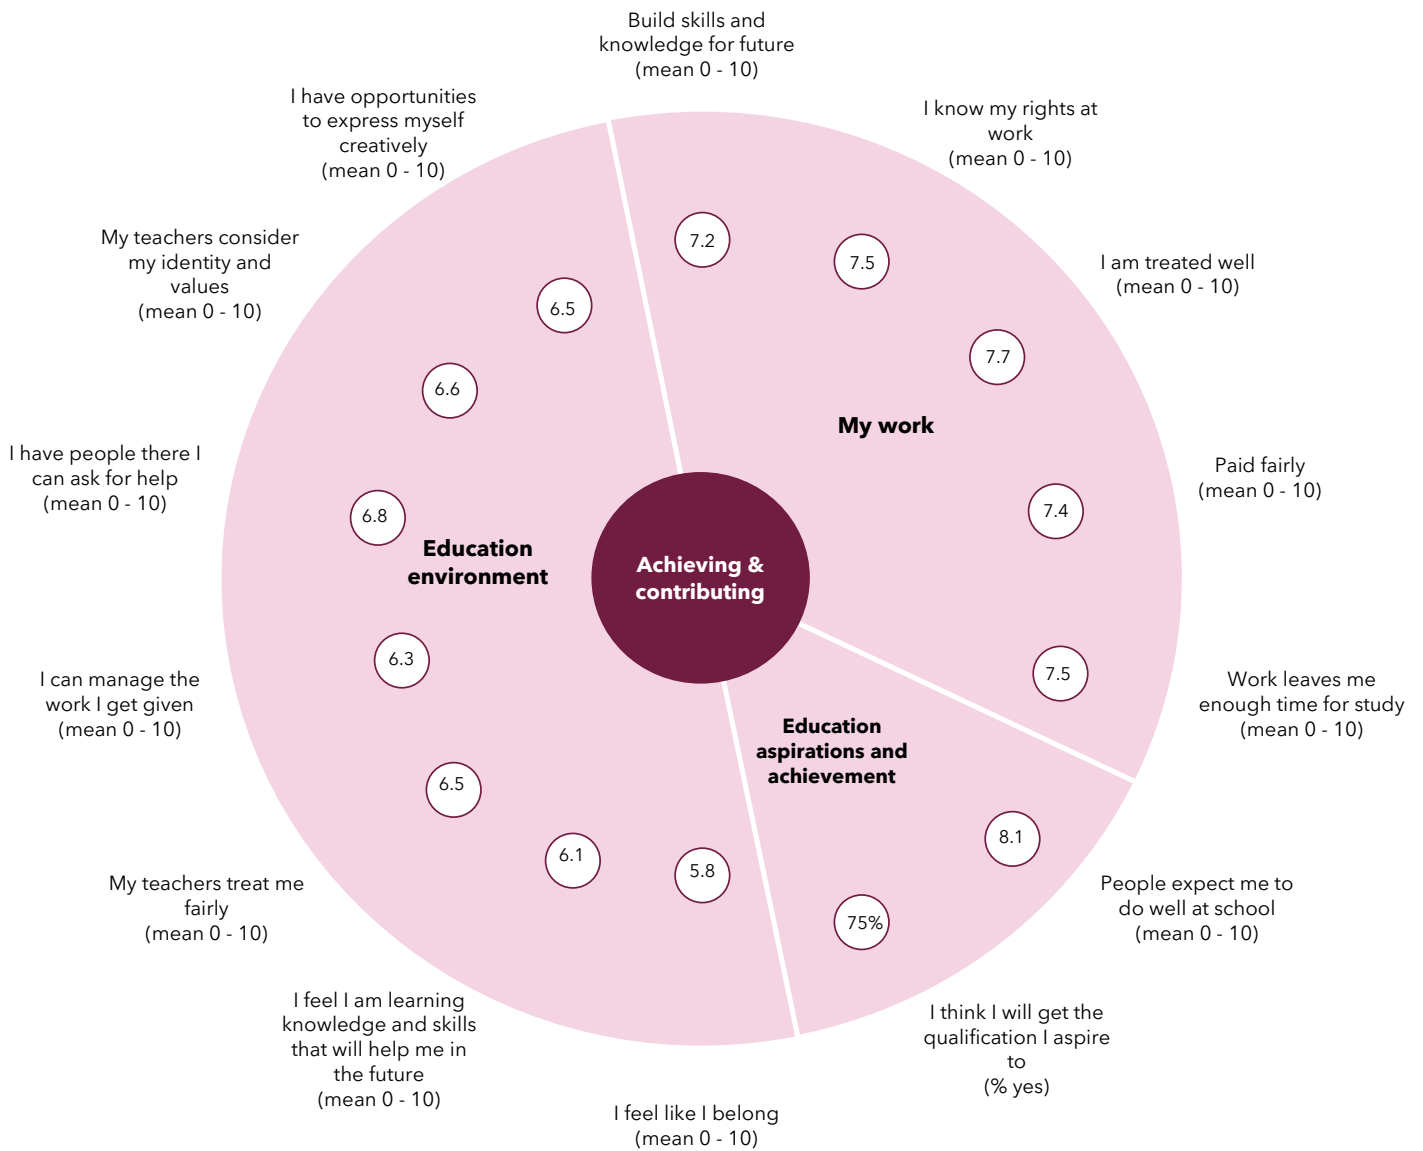 Build skills and
knowledge for future
(mean 0 - 10)
I know my rights at
work
(mean 0 - 10)
I am treated well
(mean 0 - 10)
Paid fairly
(mean 0 - 10)
Work leaves me
enough time for study
(mean 0 - 10)
People expect me to
do well at school
(mean 0 - 10)
I think I will get the
qualification I aspire
to
(% yes)
I feel like I belong
(mean 0 - 10)
I feel I am learning
knowledge and skills
that will help me in
the future
(mean 0 - 10)
My teachers treat me
fairly
(mean 0 - 10)
I can manage the
work I get given
(mean 0 - 10)
I have people there I
can ask for help
(mean 0 - 10)
My teachers consider
my identity and
values
(mean 0 - 10)
I have opportunities
to express myself
creatively
(mean 0 - 10)
7.2
7.5
7.7
7.4
7.5
8.1
75%
5.8
6.1
6.5
6.3
6.8
6.6
6.5
My work
Education
aspirations and
achievement
Education
environment
Achieving &
contributing